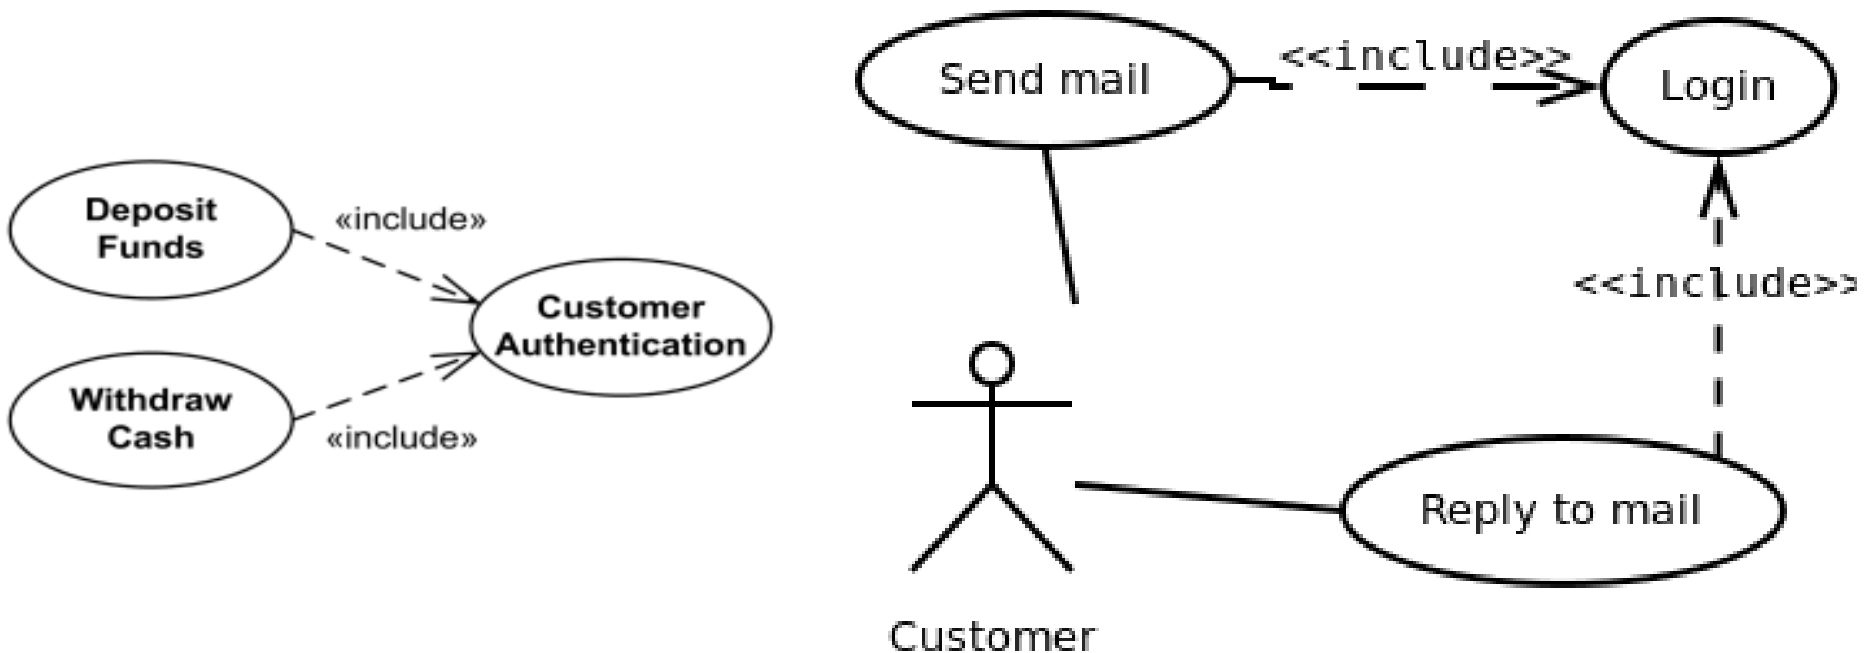 Deposit
Funds
«include»
Customer
Authentication
Withdraw
Cash
«include»
Send mail
<<include>>
Login
<<include>>
Reply to mail
Customer